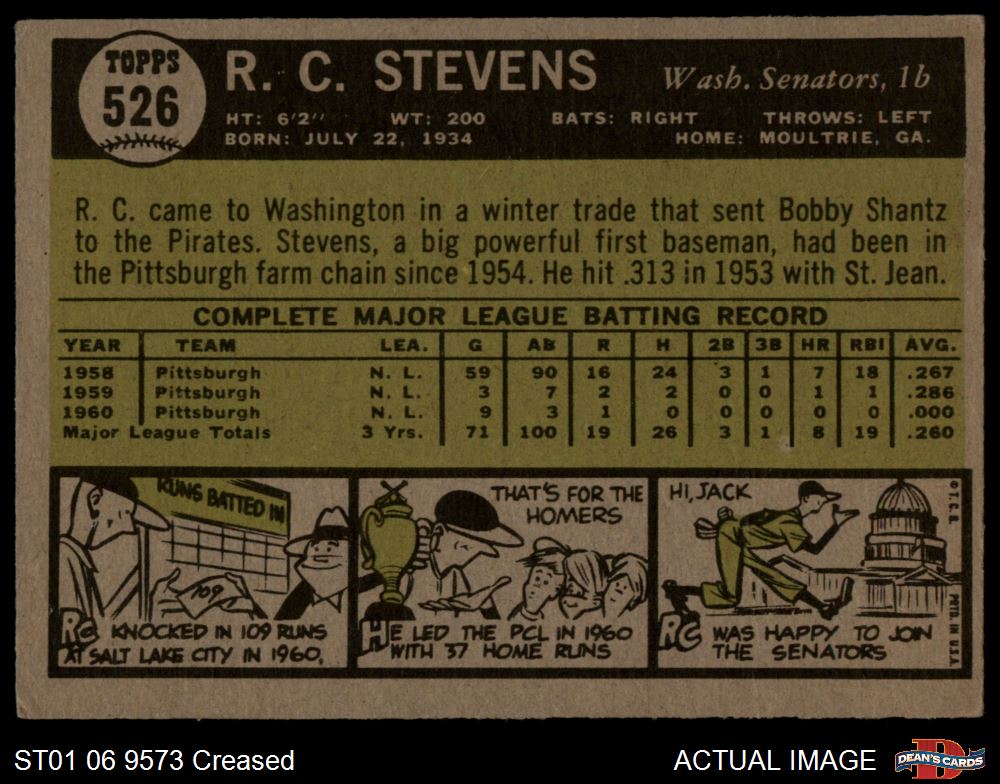 TOPPS
526
R. C. STEVENS
Wash. Senators, 1b
HT: 6'2" WT: 200 BATS: RIGHT THROWS: LEFT
BORN: JULY 22, 1934 HOME: MOULTRIE, GA.
R. C. came to Washington in a winter trade that sent Bobby Shantz
to the Pirates. Stevens, a big powerful first baseman, had been in
the Pittsburgh farm chain since 1954. He hit .313 in 1953 with St. Jean.
COMPLETE MAJOR LEAGUE BATTING RECORD
YEAR TEAM LEA. G AB R H 2B 3B HR RBI AVG.
1958 Pittsburgh N. L. 59 90 16 24 3 1 7 18 .267
1959 Pittsburgh N. L. 3 7 2 2 0 0 1 1 .286
1960 Pittsburgh N. L. 9 3 1 0 0 0 0 0 .000
Major League Totals 3 Yrs. 71 100 19 26 3 1 8 19 .260
RUNS BATTED IN
109
RC KNOCKED IN 109 RUNS
AT SALT LAKE CITY IN 1960.
THAT'S FOR THE
HOMERS
HE LED THE PCL IN 1960
WITH 37 HOME RUNS
HI, JACK
RC WAS HAPPY TO JOIN
THE SENATORS
© T. C. G.
PRTD. IN U.S.A.
ST01 06 9573 Creased
ACTUAL IMAGE
DEAN'S CARDS